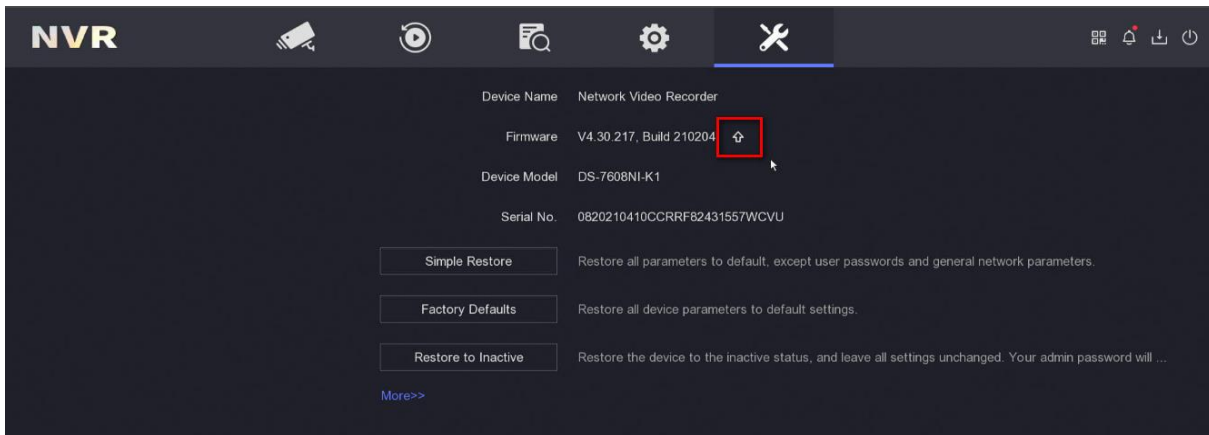 NVR
Device Name Network Video Recorder
Firmware V4.30.217, Build 210204
Device Model DS-7608NI-K1
Serial No. 0820210410CCRRF82431557WCVU
Simple Restore Restore all parameters to default, except user passwords and general network parameters.
Factory Defaults Restore all device parameters to default settings.
Restore to Inactive Restore the device to the inactive status, and leave all settings unchanged. Your admin password will ...
More>>